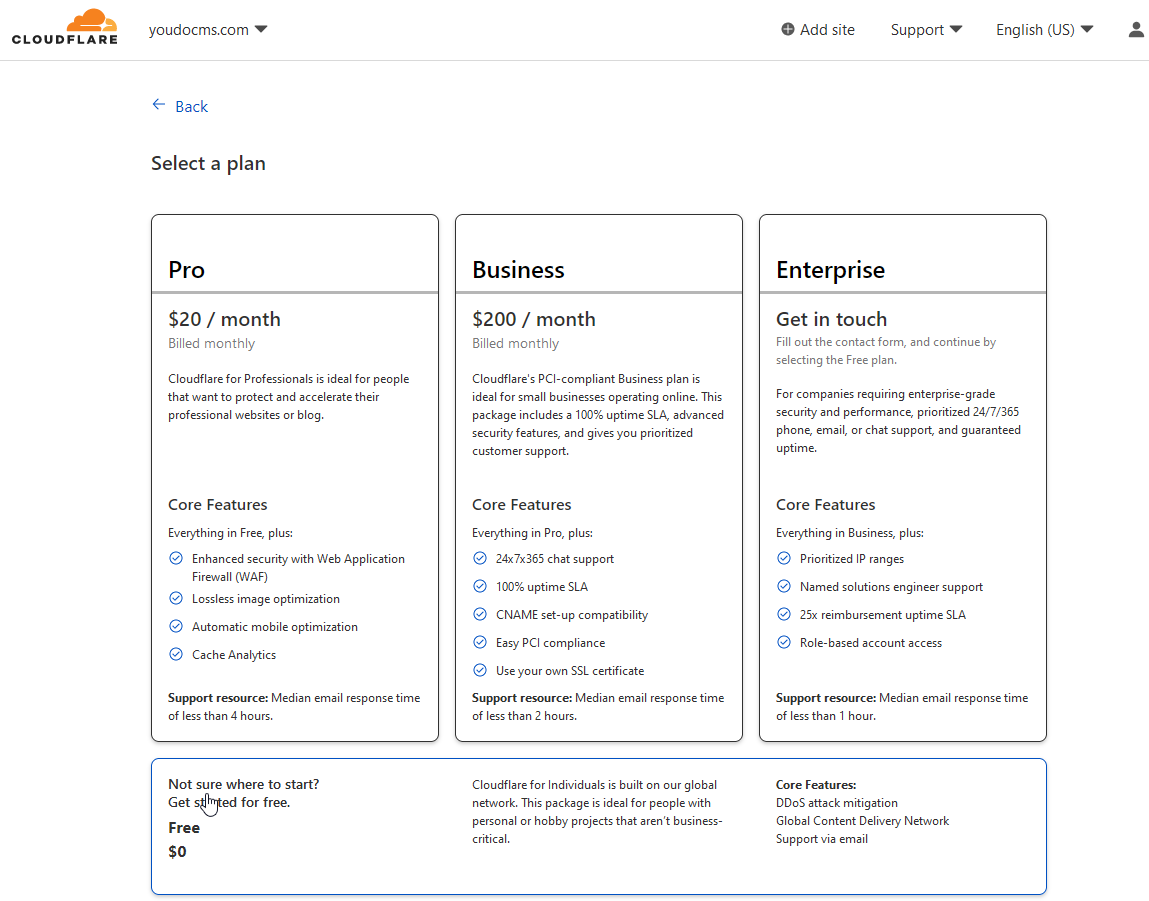 CLOUDFLARE
youdocms.com
Add site
Support
English (US)
Back
Select a plan
Pro
$20 / month
Billed monthly
Cloudflare for Professionals is ideal for people
that want to protect and accelerate their
professional websites or blog.
Core Features
Everything in Free, plus:
Enhanced security with Web Application
Firewall (WAF)
Lossless image optimization
Automatic mobile optimization
Cache Analytics
Support resource: Median email response time
of less than 4 hours.
Business
$200 / month
Billed monthly
Cloudflare's PCI-compliant Business plan is
ideal for small businesses operating online. This
package includes a 100% uptime SLA, advanced
security features, and gives you prioritized
customer support.
Core Features
Everything in Pro, plus:
24x7x365 chat support
100% uptime SLA
CNAME set-up compatibility
Easy PCI compliance
Use your own SSL certificate
Support resource: Median email response time
of less than 2 hours.
Enterprise
Get in touch
Fill out the contact form, and continue by
selecting the Free plan.
For companies requiring enterprise-grade
security and performance, prioritized 24/7/365
phone, email, or chat support, and guaranteed
uptime.
Core Features
Everything in Business, plus:
Prioritized IP ranges
Named solutions engineer support
25x reimbursement uptime SLA
Role-based account access
Support resource: Median email response time
of less than 1 hour.
Not sure where to start?
Get started for free.
Free
$0
Cloudflare for Individuals is built on our global
network. This package is ideal for people with
personal or hobby projects that aren't business-
critical.
Core Features:
DDoS attack mitigation
Global Content Delivery Network
Support via email